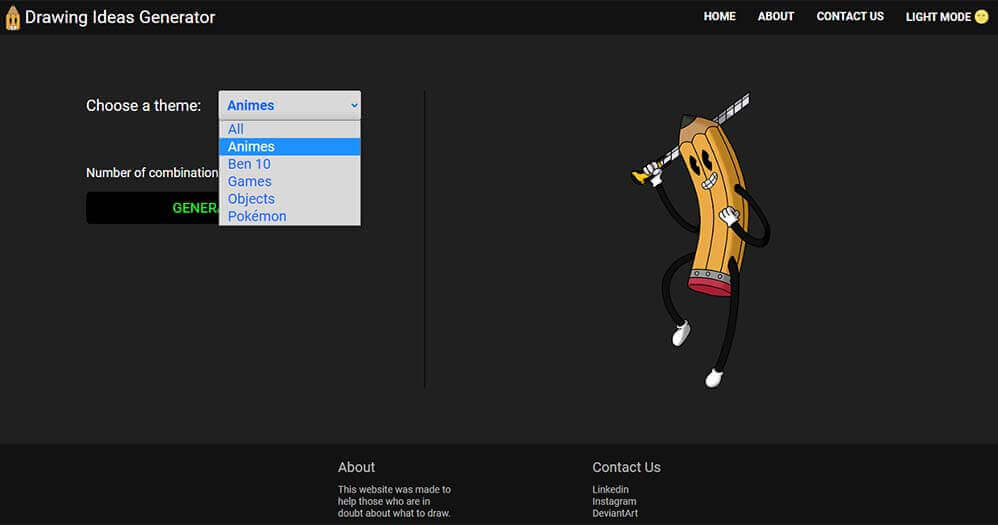 Drawing Ideas Generator
HOME
ABOUT
CONTACT US
LIGHT MODE
Choose a theme:
Animes
All
Animes
Ben 10
Games
Objects
Pokémon
Number of combination
GENER
About
This website was made to
help those who are in
doubt about what to draw.
Contact Us
Linkedin
Instagram
DeviantArt